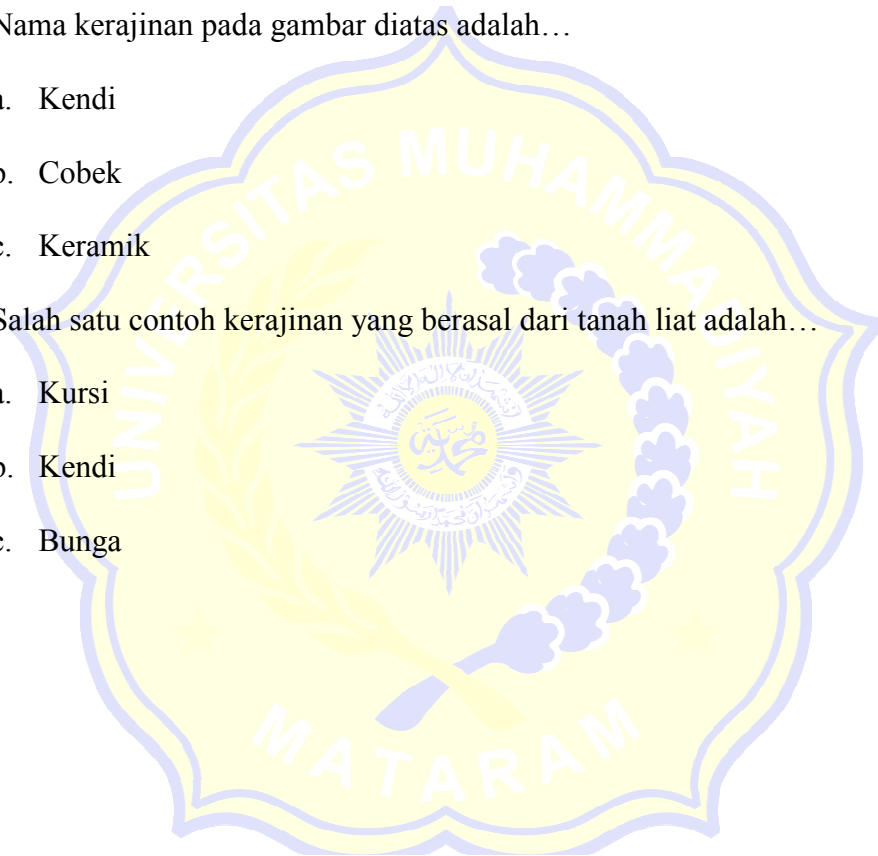 Nama kerajinan pada gambar diatas adalah…
a. Kendi
b. Cobek
c. Keramik
Salah satu contoh kerajinan yang berasal dari tanah liat adalah…
a. Kursi
b. Kendi
c. Bunga
UNIVERSITAS MUHAMMADIYAH
MATARAM